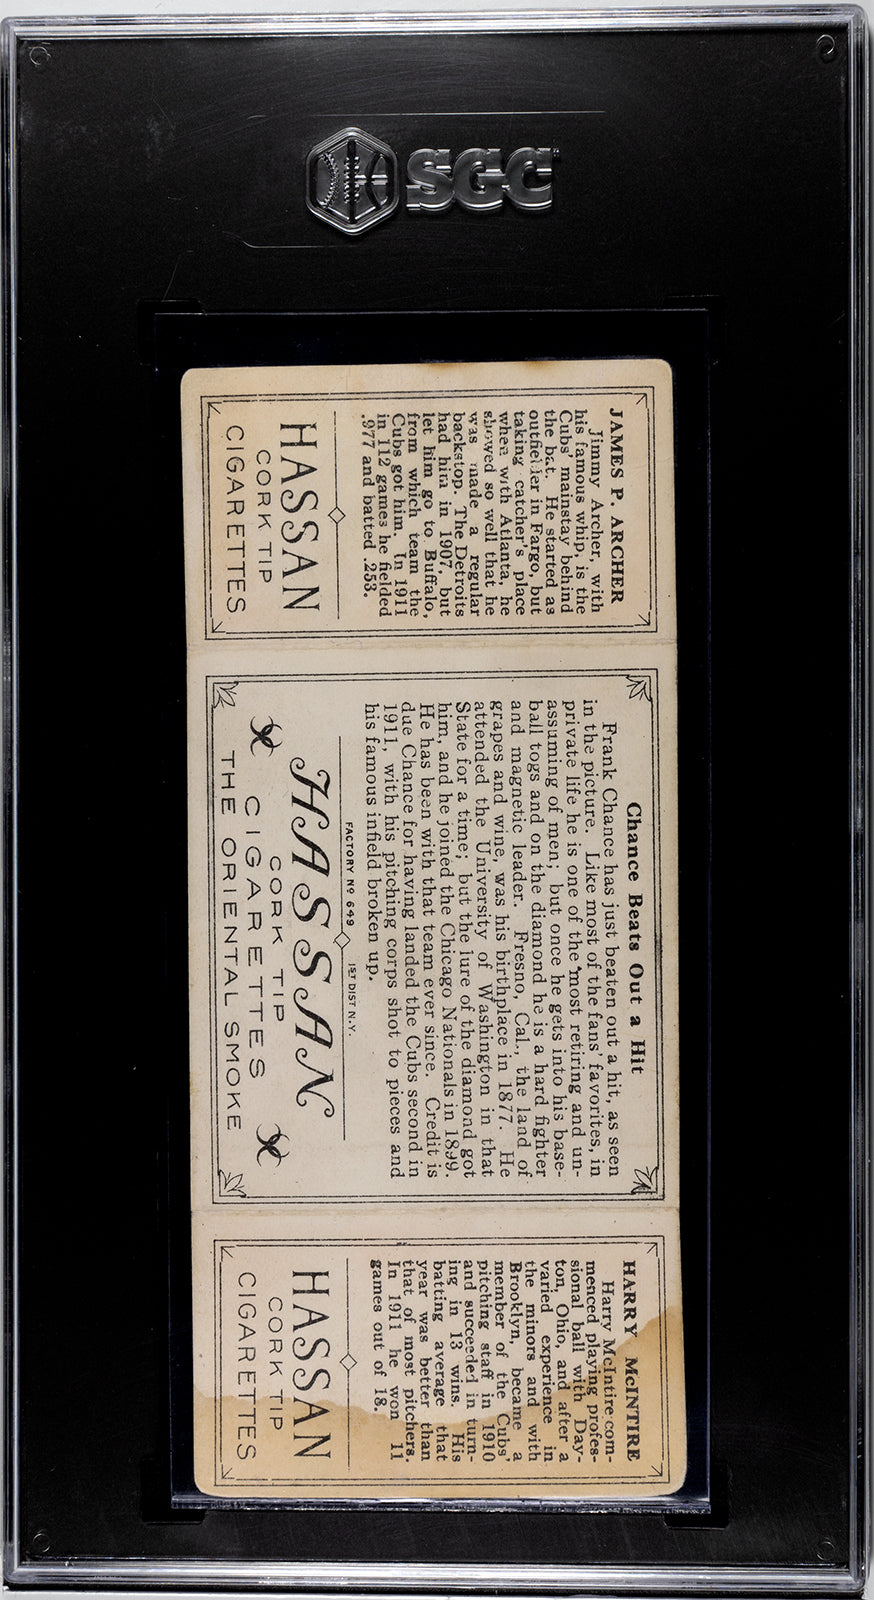 SGC
JAMES P. ARCHER
Jimmy Archer, with
his famous whip, is the
Cubs' mainstay behind
the bat. He started as
outfielder in Fargo, but
taking catcher's place
when with Atlanta, he
showed so well that he
was made a regular
backstop. The Detroits
had him in 1907, but
let him go to Buffalo,
from which team the
Cubs got him. In 1911
in 112 games he fielded
.977 and batted .253.
HASSAN
CORK TIP
CIGARETTES
Chance Beats Out a Hit
Frank Chance has just beaten out a hit, as seen
in the picture. Like most of the fans' favorites, in
private life he is one of the most retiring and un-
assuming of men; but once he gets into his base-
ball togs and on the diamond he is a hard fighter
and magnetic leader. Fresno, Cal., the land of
grapes and wine, was his birthplace in 1877. He
attended the University of Washington in that
State for a time; but the lure of the diamond got
him, and he joined the Chicago Nationals in 1899.
He has been with that team ever since. Credit is
due Chance for having landed the Cubs second in
1911, with his pitching corps shot to pieces and
his famous infield broken up.
FACTORY Nº 649 1ST DIST N.Y.
HASSAN
CORK TIP
CIGARETTES
THE ORIENTAL SMOKE
HARRY McINTIRE
Harry McIntire com-
menced playing profes-
sional ball with Day-
ton, Ohio, and after a
varied experience in
the minors and with
Brooklyn, became a
member of the Cubs'
pitching staff in 1910
and succeeded in turn-
ing in 13 wins. His
batting average that
year was better than
that of most pitchers.
In 1911 he won 11
games out of 18.
HASSAN
CORK TIP
CIGARETTES